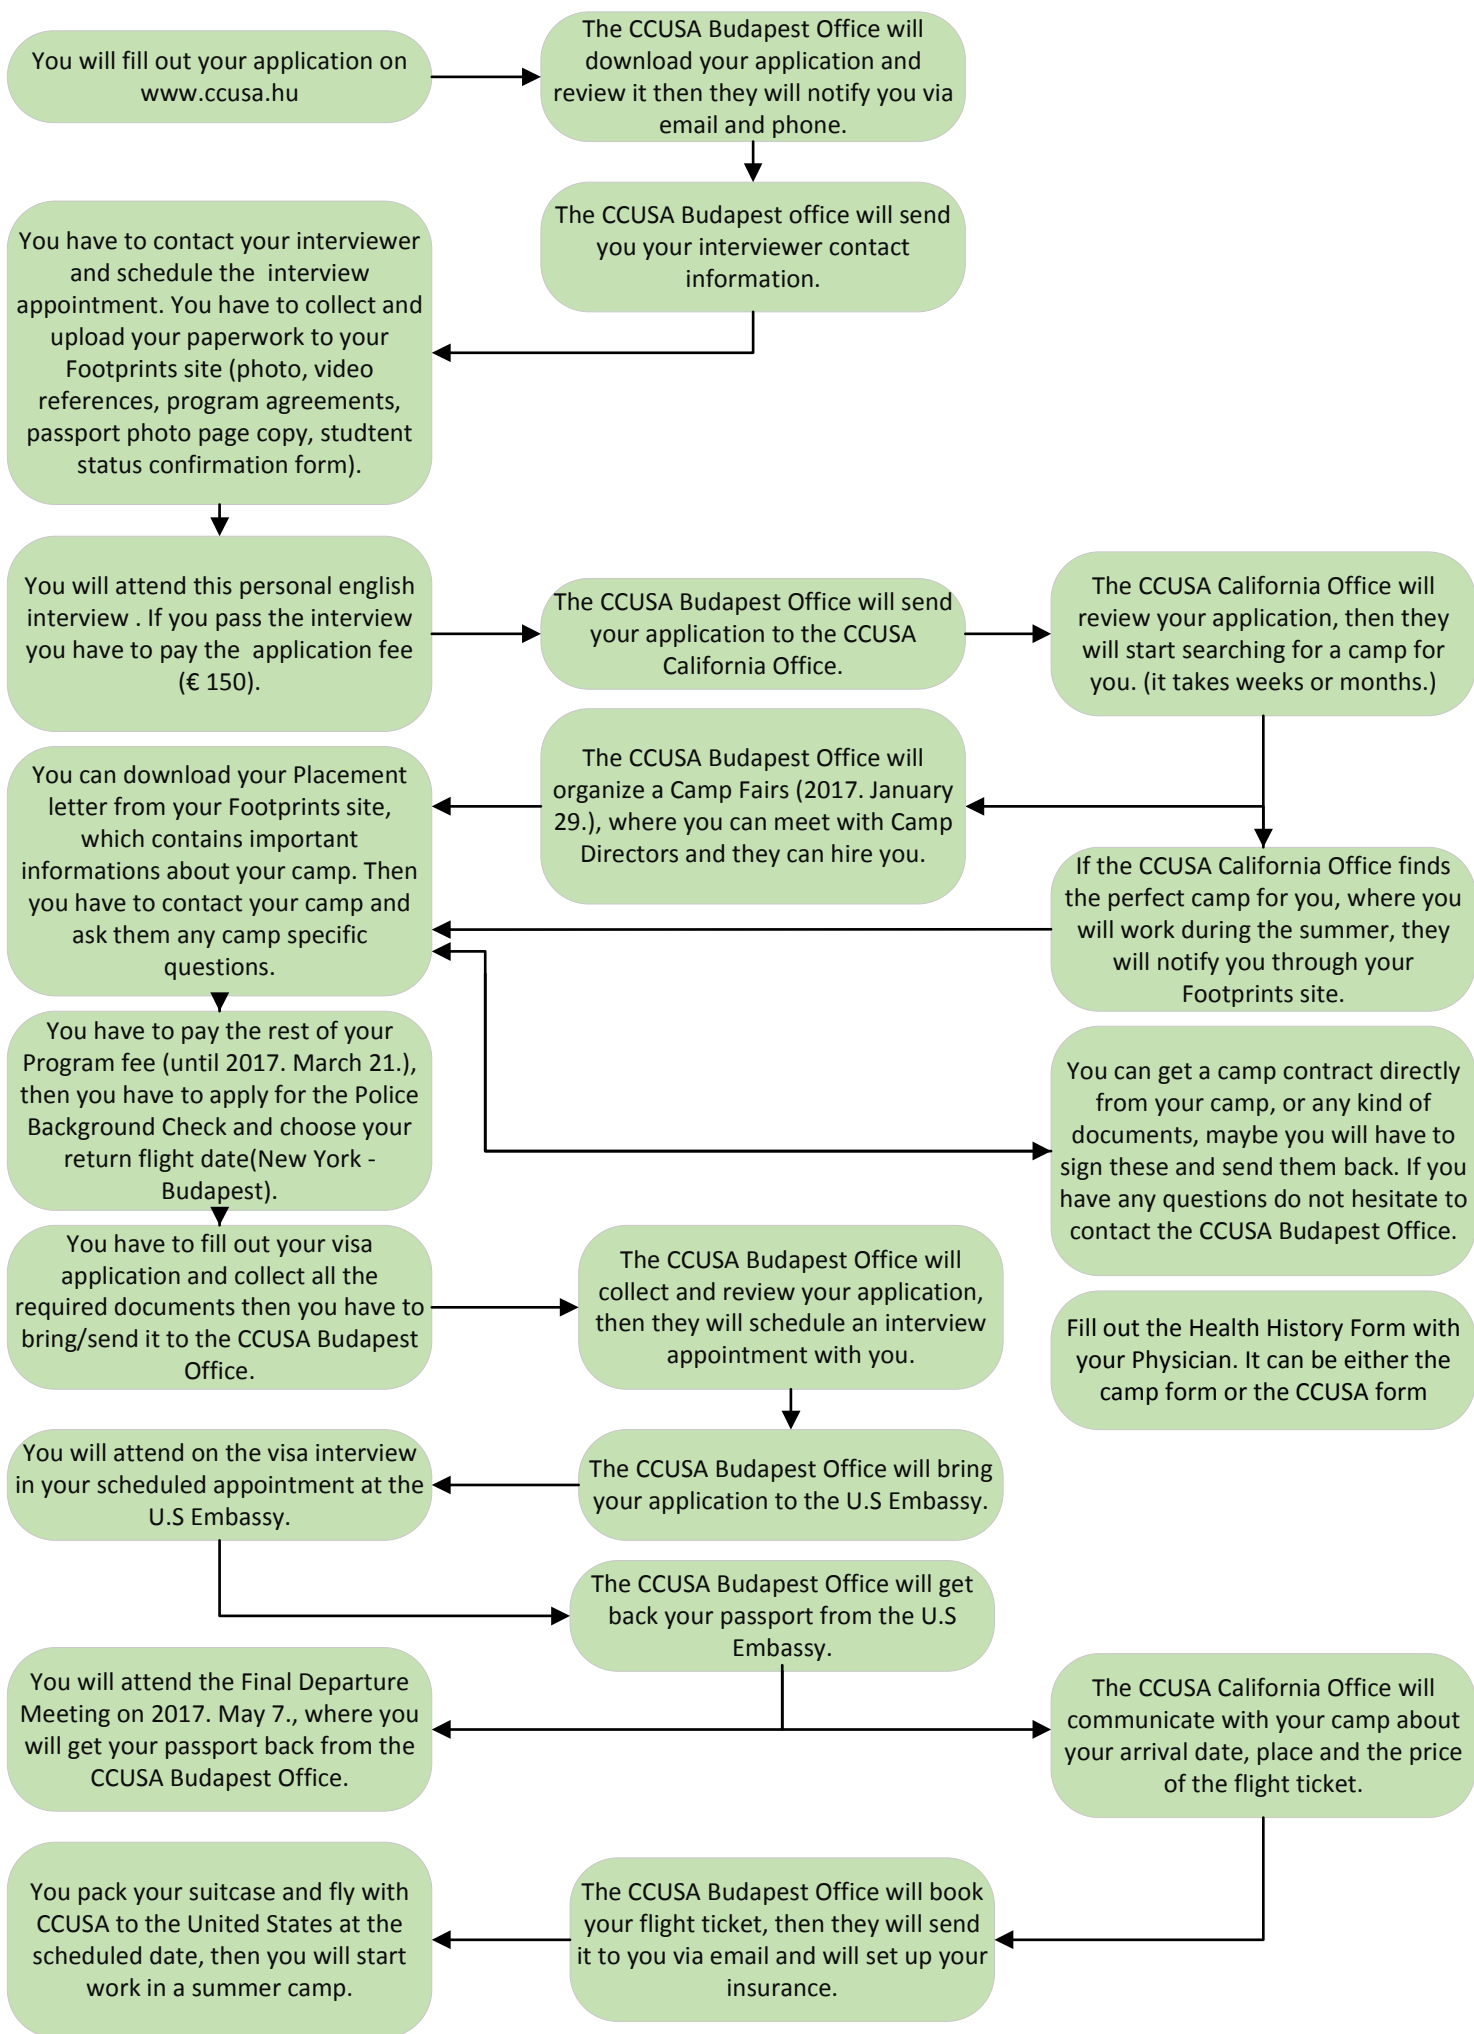 You will fill out your application on
www.ccusa.hu
The CCUSA Budapest Office will
download your application and
review it then they will notify you via
email and phone.
The CCUSA Budapest office will send
you your interviewer contact
information.
You have to contact your interviewer
and schedule the  interview
appointment. You have to collect and
upload your paperwork to your
Footprints site (photo, video
references, program agreements,
passport photo page copy, studtent
status confirmation form).
You will attend this personal english
interview . If you pass the interview
you have to pay the  application fee
(€ 150).
The CCUSA Budapest Office will send
your application to the CCUSA
California Office.
The CCUSA California Office will
review your application, then they
will start searching for a camp for
you. (it takes weeks or months.)
The CCUSA Budapest Office will
organize a Camp Fairs (2017. January
29.), where you can meet with Camp
Directors and they can hire you.
You can download your Placement
letter from your Footprints site,
which contains important
informations about your camp. Then
you have to contact your camp and
ask them any camp specific
questions.
If the CCUSA California Office finds
the perfect camp for you, where you
will work during the summer, they
will notify you through your
Footprints site.
You have to pay the rest of your
Program fee (until 2017. March 21.),
then you have to apply for the Police
Background Check and choose your
return flight date(New York -
Budapest).
You can get a camp contract directly
from your camp, or any kind of
documents, maybe you will have to
sign these and send them back. If you
have any questions do not hesitate to
contact the CCUSA Budapest Office.
You have to fill out your visa
application and collect all the
required documents then you have to
bring/send it to the CCUSA Budapest
Office.
The CCUSA Budapest Office will
collect and review your application,
then they will schedule an interview
appointment with you.
Fill out the Health History Form with
your Physician. It can be either the
camp form or the CCUSA form
You will attend on the visa interview
in your scheduled appointment at the
U.S Embassy.
The CCUSA Budapest Office will bring
your application to the U.S Embassy.
The CCUSA Budapest Office will get
back your passport from the U.S
Embassy.
You will attend the Final Departure
Meeting on 2017. May 7., where you
will get your passport back from the
CCUSA Budapest Office.
The CCUSA California Office will
communicate with your camp about
your arrival date, place and the price
of the flight ticket.
You pack your suitcase and fly with
CCUSA to the United States at the
scheduled date, then you will start
work in a summer camp.
The CCUSA Budapest Office will book
your flight ticket, then they will send
it to you via email and will set up your
insurance.